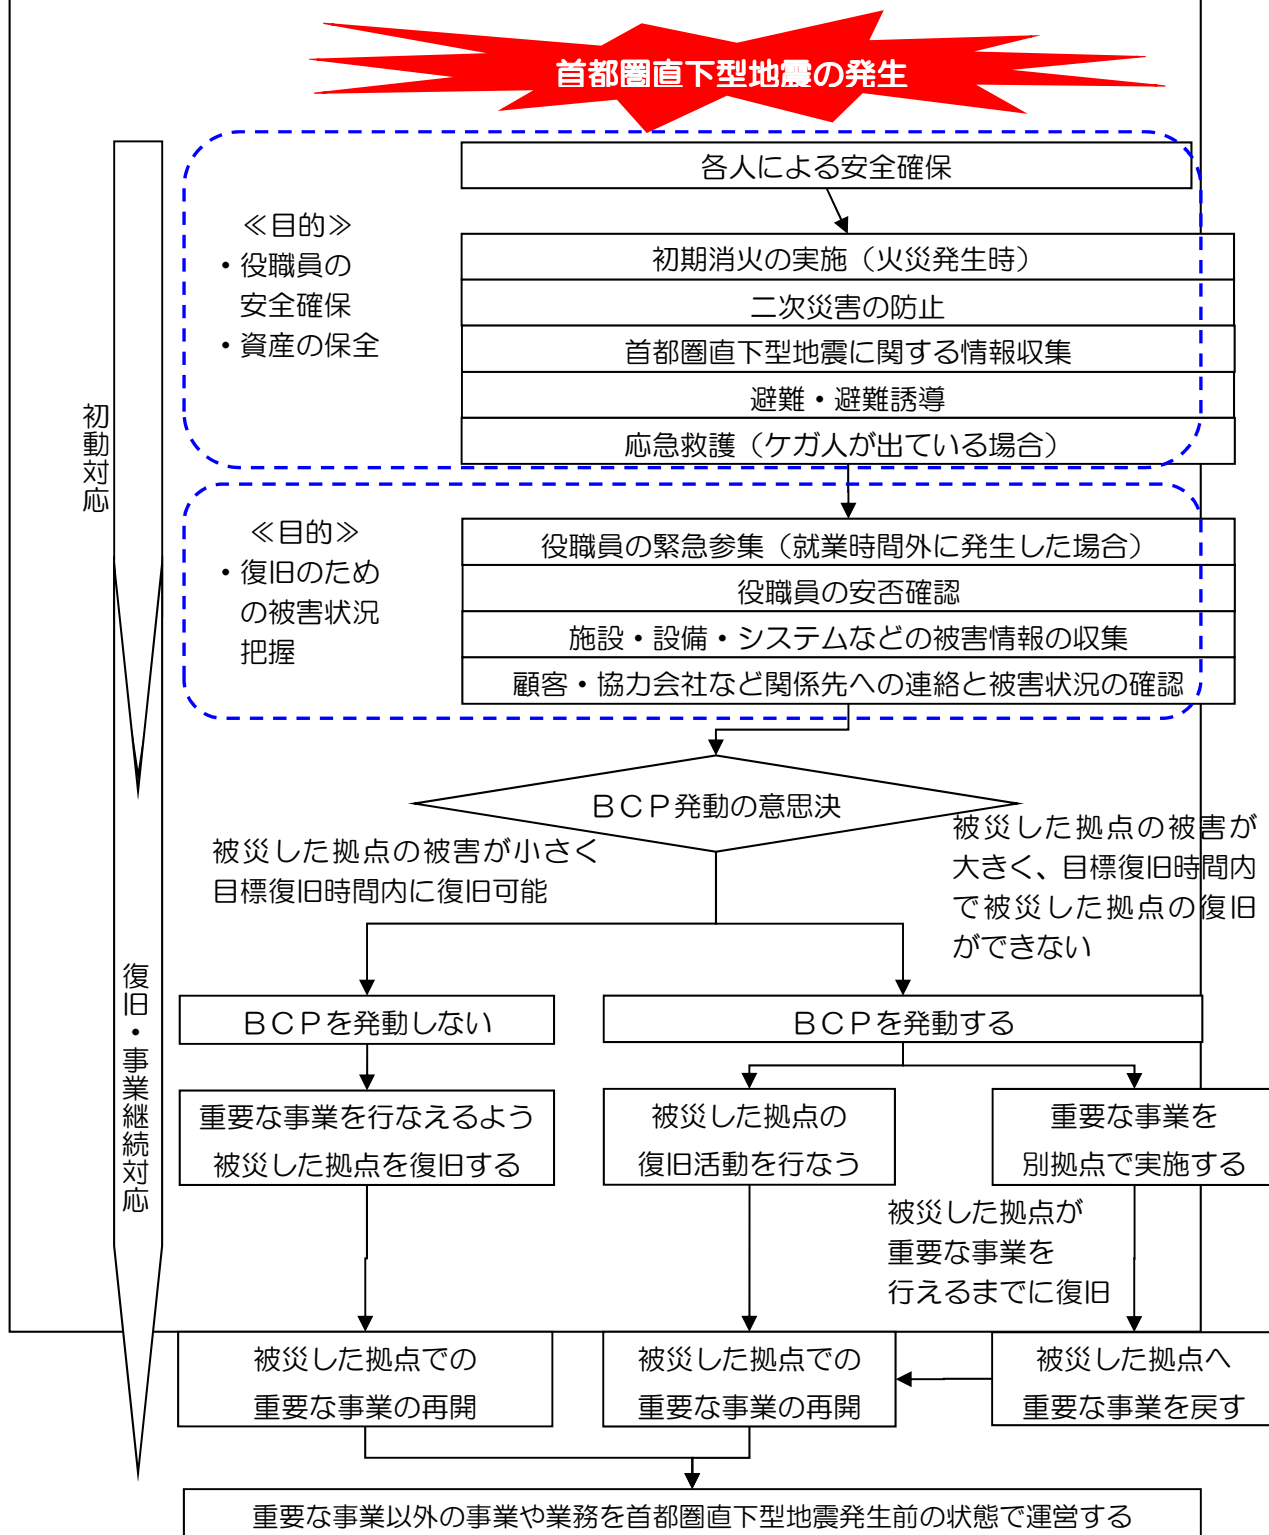 首都圏直下型地震の発生
各人による安全確保
≪目的≫
・役職員の
安全確保
・資産の保全
初期消火の実施（火災発生時）
二次災害の防止
首都圏直下型地震に関する情報収集
避難・避難誘導
応急救護（ケガ人が出ている場合）
初動対応
≪目的≫
・復旧のため
の被害状況
把握
役職員の緊急参集（就業時間外に発生した場合）
役職員の安否確認
施設・設備・システムなどの被害情報の収集
顧客・協力会社など関係先への連絡と被害状況の確認
ＢＣＰ発動の意思決
被災した拠点の被害が小さく
目標復旧時間内に復旧可能
被災した拠点の被害が
大きく、目標復旧時間内
で被災した拠点の復旧
ができない
復旧・事業継続対応
ＢＣＰを発動しない
ＢＣＰを発動する
重要な事業を行なえるよう
被災した拠点を復旧する
被災した拠点の
復旧活動を行なう
重要な事業を
別拠点で実施する
被災した拠点が
重要な事業を
行えるまでに復旧
被災した拠点での
重要な事業の再開
被災した拠点での
重要な事業の再開
被災した拠点へ
重要な事業を戻す
重要な事業以外の事業や業務を首都圏直下型地震発生前の状態で運営する